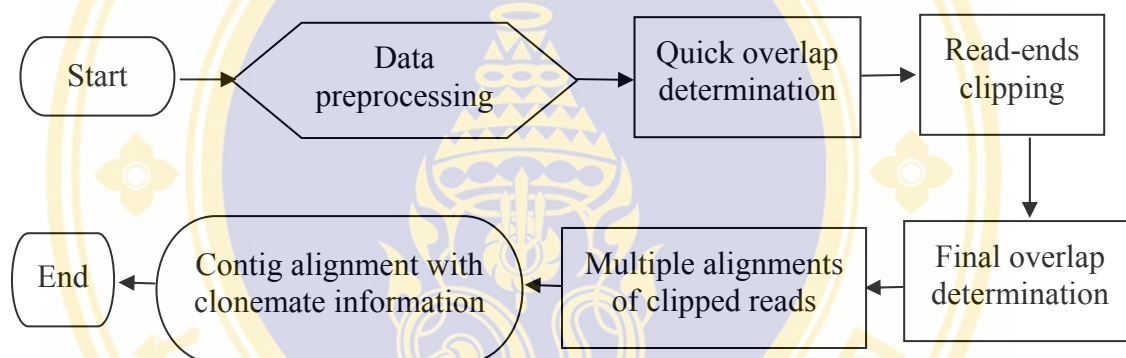 Start
Data
preprocessing
Quick overlap
determination
Read-ends
clipping
Final overlap
determination
Multiple alignments
of clipped reads
Contig alignment with
clonemate information
End